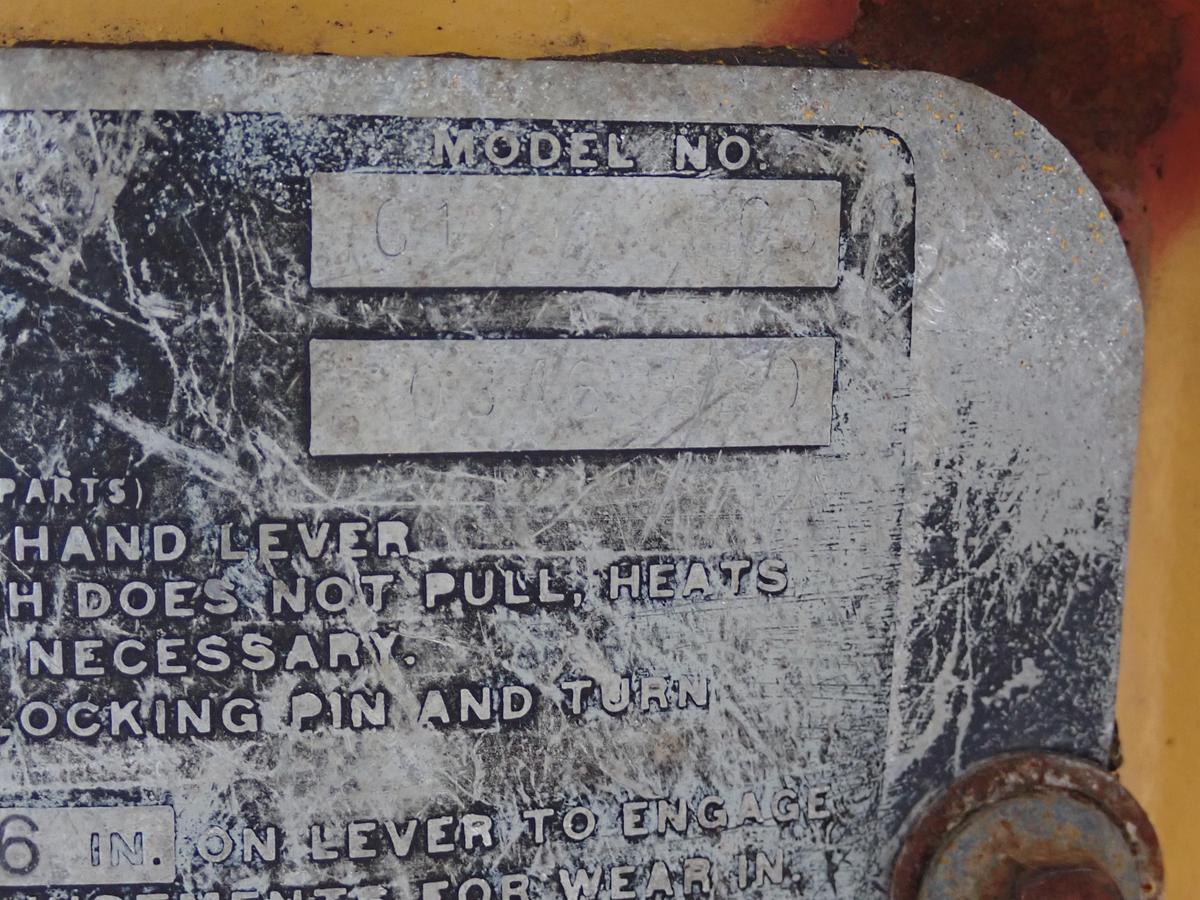 MODEL NO.
PARTS)
HAND LEVER
H DOES NOT PULL, HEATS
NECESSARY.
LOCKING PIN AND TURN
6 IN. ON LEVER TO ENGAGE
FOR WEAR IN.